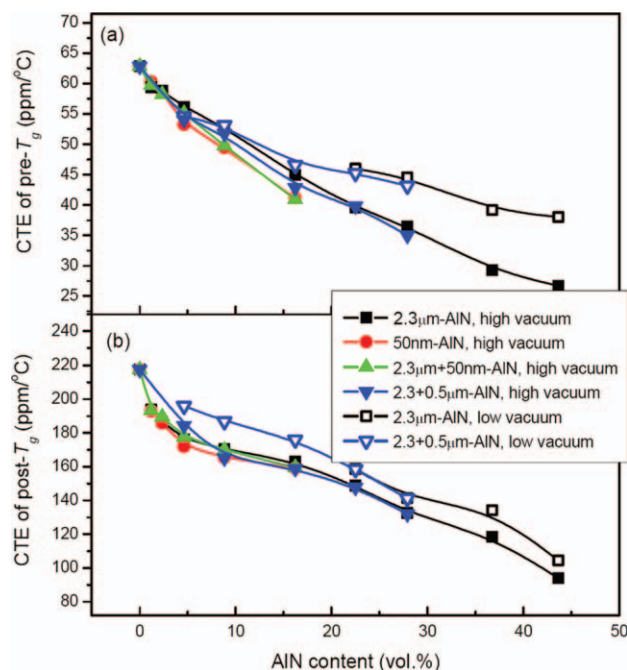 (a)
CTE of pre-Tg (ppm/°C)
65
60
55
50
45
40
35
30
25
2.3μm-AlN, high vacuum
50nm-AlN, high vacuum
2.3μm+50nm-AlN, high vacuum
2.3+0.5μm-AlN, high vacuum
2.3μm-AlN, low vacuum
2.3+0.5μm-AlN, low vacuum
(b)
CTE of post-Tg (ppm/°C)
220
200
180
160
140
120
100
80
0 10 20 30 40 50
AlN content (vol.%)